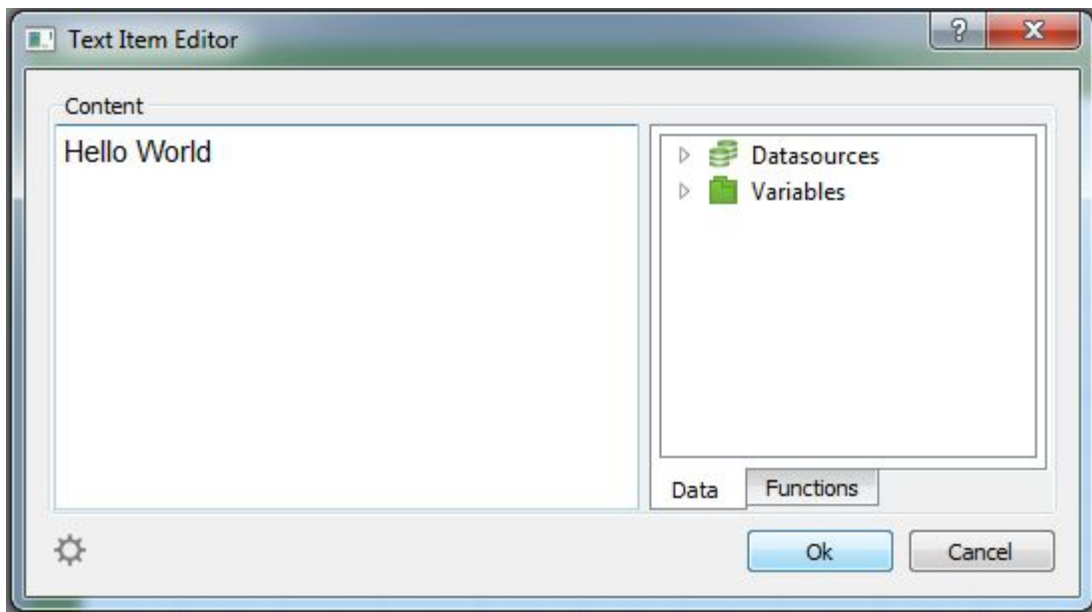 Text Item Editor
?
Content
Hello World
Datasources
Variables
Data
Functions
Ok
Cancel